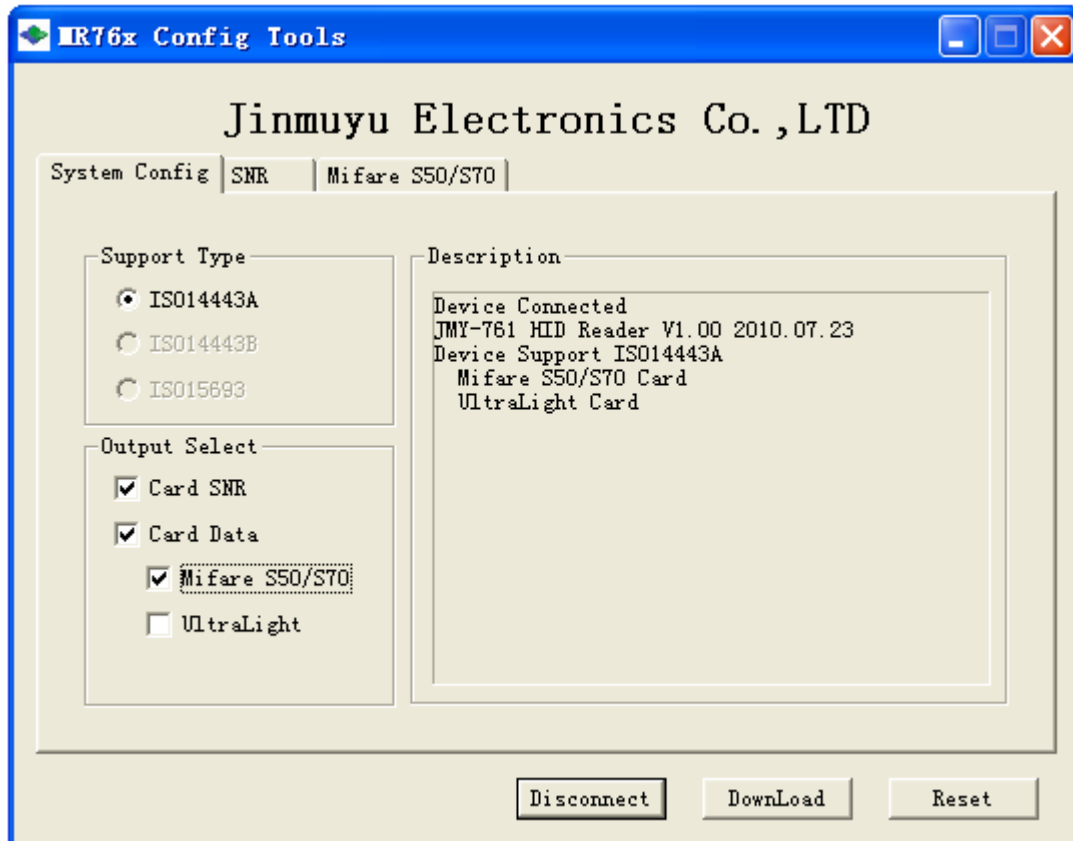 MR76x Config Tools
Jinmuyu Electronics Co.,LTD
System Config SNR Mifare S50/S70
Support Type
ISO14443A
ISO14443B
ISO15693
Output Select
Card SNR
Card Data
Mifare S50/S70
UltraLight
Description
Device Connected
JMY-761 HID Reader V1.00 2010.07.23
Device Support ISO14443A
Mifare S50/S70 Card
UltraLight Card
Disconnect DownLoad Reset